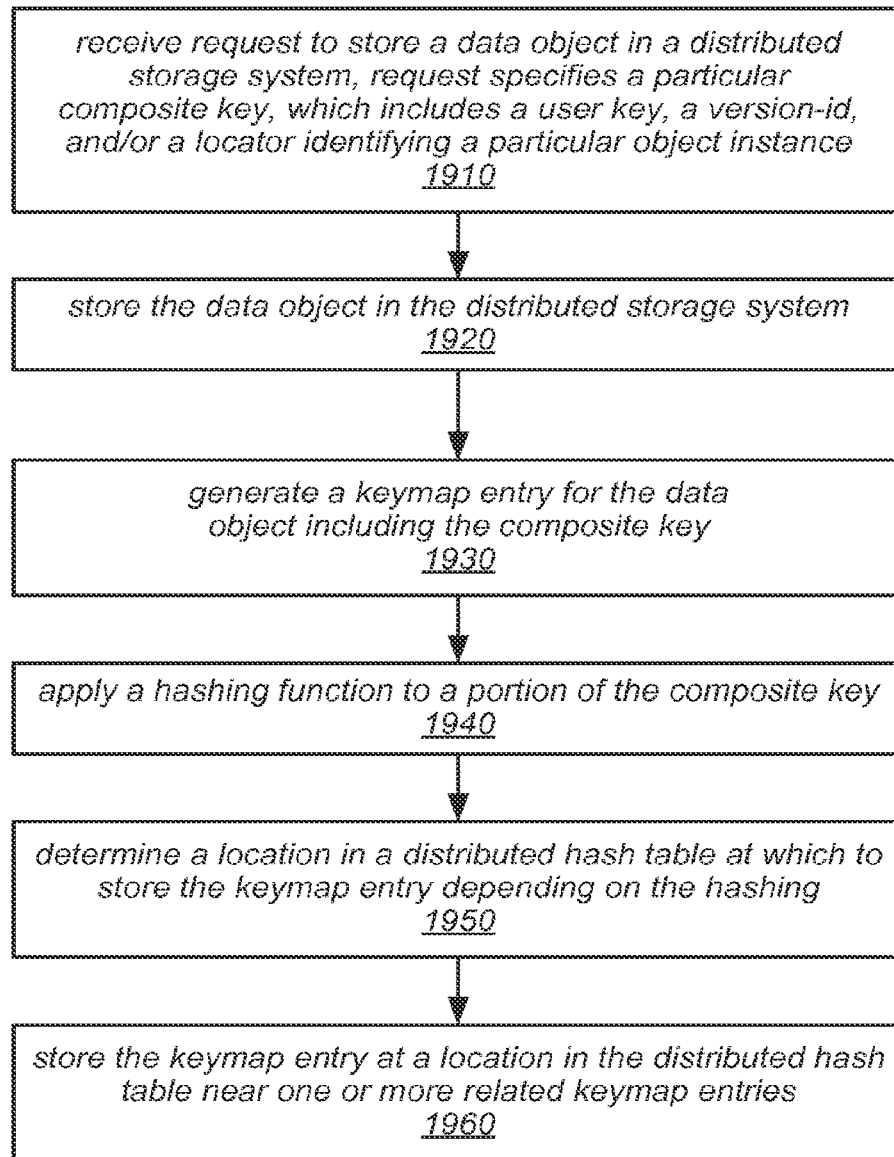 receive request to store a data object in a distributed
storage system, request specifies a particular
composite key, which includes a user key, a version-id,
and/or a locator identifying a particular object instance
1910
store the data object in the distributed storage system
1920
generate a keymap entry for the data
object including the composite key
1930
apply a hashing function to a portion of the composite key
1940
determine a location in a distributed hash table at which to
store the keymap entry depending on the hashing
1950
store the keymap entry at a location in the distributed hash
table near one or more related keymap entries
1960